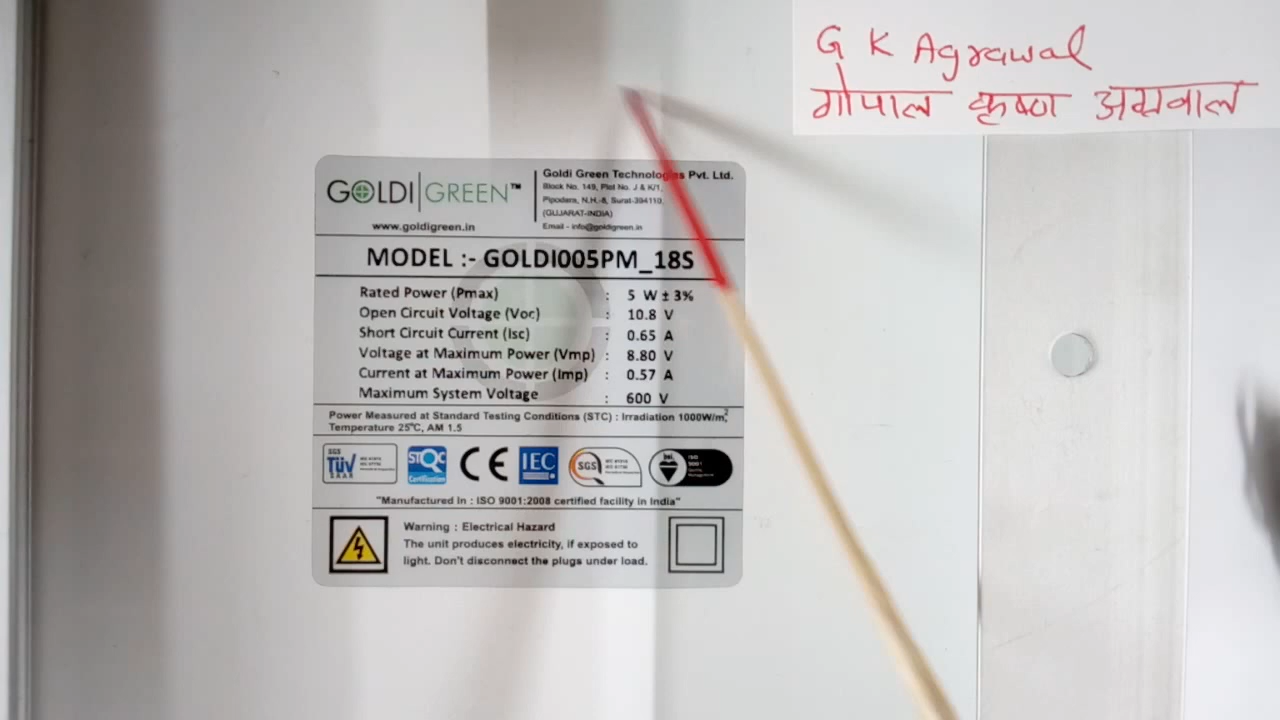 G K Agrawal
गोपाल कृष्ण अग्रवाल
GOLDI GREEN™
www.goldigreen.in
Goldi Green Technologies Pvt. Ltd.
Block No. 149, Plot No. J & K/1,
Pipodara, N.H.-8, Surat-394110,
(GUJARAT-INDIA)
Email - info@goldigreen.in
MODEL :- GOLDI005PM_18S
Rated Power (Pmax) : 5 W ± 3%
Open Circuit Voltage (Voc) : 10.8 V
Short Circuit Current (Isc) : 0.65 A
Voltage at Maximum Power (Vmp) : 8.80 V
Current at Maximum Power (Imp) : 0.57 A
Maximum System Voltage : 600 V
Power Measured at Standard Testing Conditions (STC) : Irradiation 1000W/m²,
Temperature 25°C, AM 1.5
SGS TÜV SAAR
STQC Certification
CE
IEC
SGS
"Manufactured In : ISO 9001:2008 certified facility in India"
Warning : Electrical Hazard
The unit produces electricity, if exposed to
light. Don't disconnect the plugs under load.